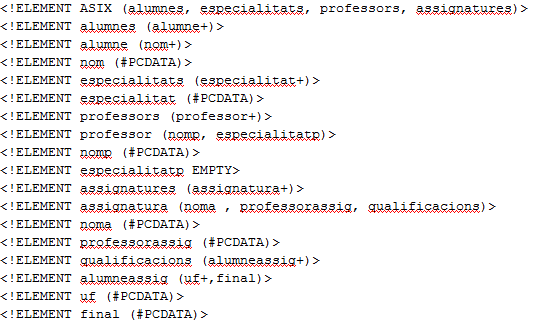 <!ELEMENT ASIX (alumnes, especialitats, professors, assignatures)>
<!ELEMENT alumnes (alumne+)>
<!ELEMENT alumne (nom+)>
<!ELEMENT nom (#PCDATA)>
<!ELEMENT especialitats (especialitat+)>
<!ELEMENT especialitat (#PCDATA)>
<!ELEMENT professors (professor+)>
<!ELEMENT professor (nomp, especialitatp)>
<!ELEMENT nomp (#PCDATA)>
<!ELEMENT especialitatp EMPTY>
<!ELEMENT assignatures (assignatura+)>
<!ELEMENT assignatura (noma , professorassig, qualificacions)>
<!ELEMENT noma (#PCDATA)>
<!ELEMENT professorassig (#PCDATA)>
<!ELEMENT qualificacions (alumneassig+)>
<!ELEMENT alumneassig (uf+,final)>
<!ELEMENT uf (#PCDATA)>
<!ELEMENT final (#PCDATA)>